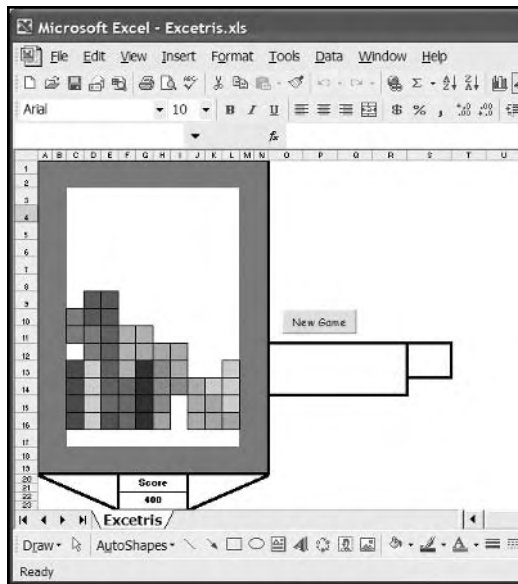 Microsoft Excel - Excetris.xls
File Edit View Insert Format Tools Data Window Help
Arial 10 B I U $ % ,
fx
A B C D E F G H I J K L M N O P Q R S T U
1
2
3
4
5
6
7
8
9
10
11
12
13
14
15
16
17
18
19
20
21
22
23
New Game
Score
400
Excetris
Draw AutoShapes
Ready